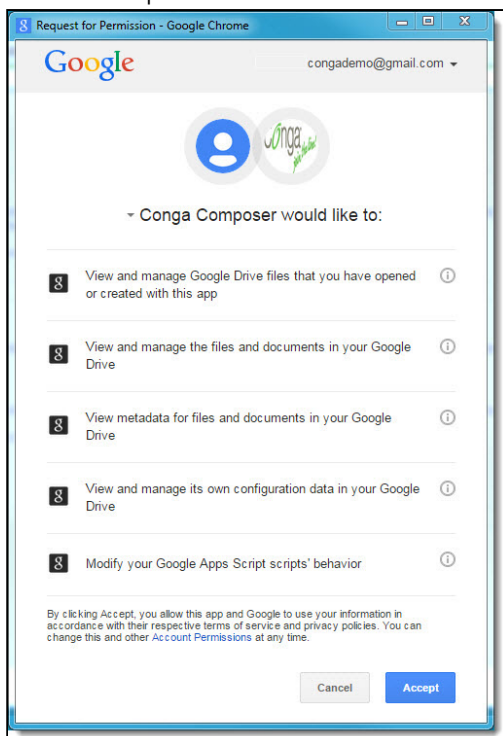 Request for Permission - Google Chrome
Google
congademo@gmail.com
Conga
Conga Composer would like to:
View and manage Google Drive files that you have opened
or created with this app
View and manage the files and documents in your Google
Drive
View metadata for files and documents in your Google
Drive
View and manage its own configuration data in your Google
Drive
Modify your Google Apps Script scripts' behavior
By clicking Accept, you allow this app and Google to use your information in
accordance with their respective terms of service and privacy policies. You can
change this and other Account Permissions at any time.
Cancel
Accept